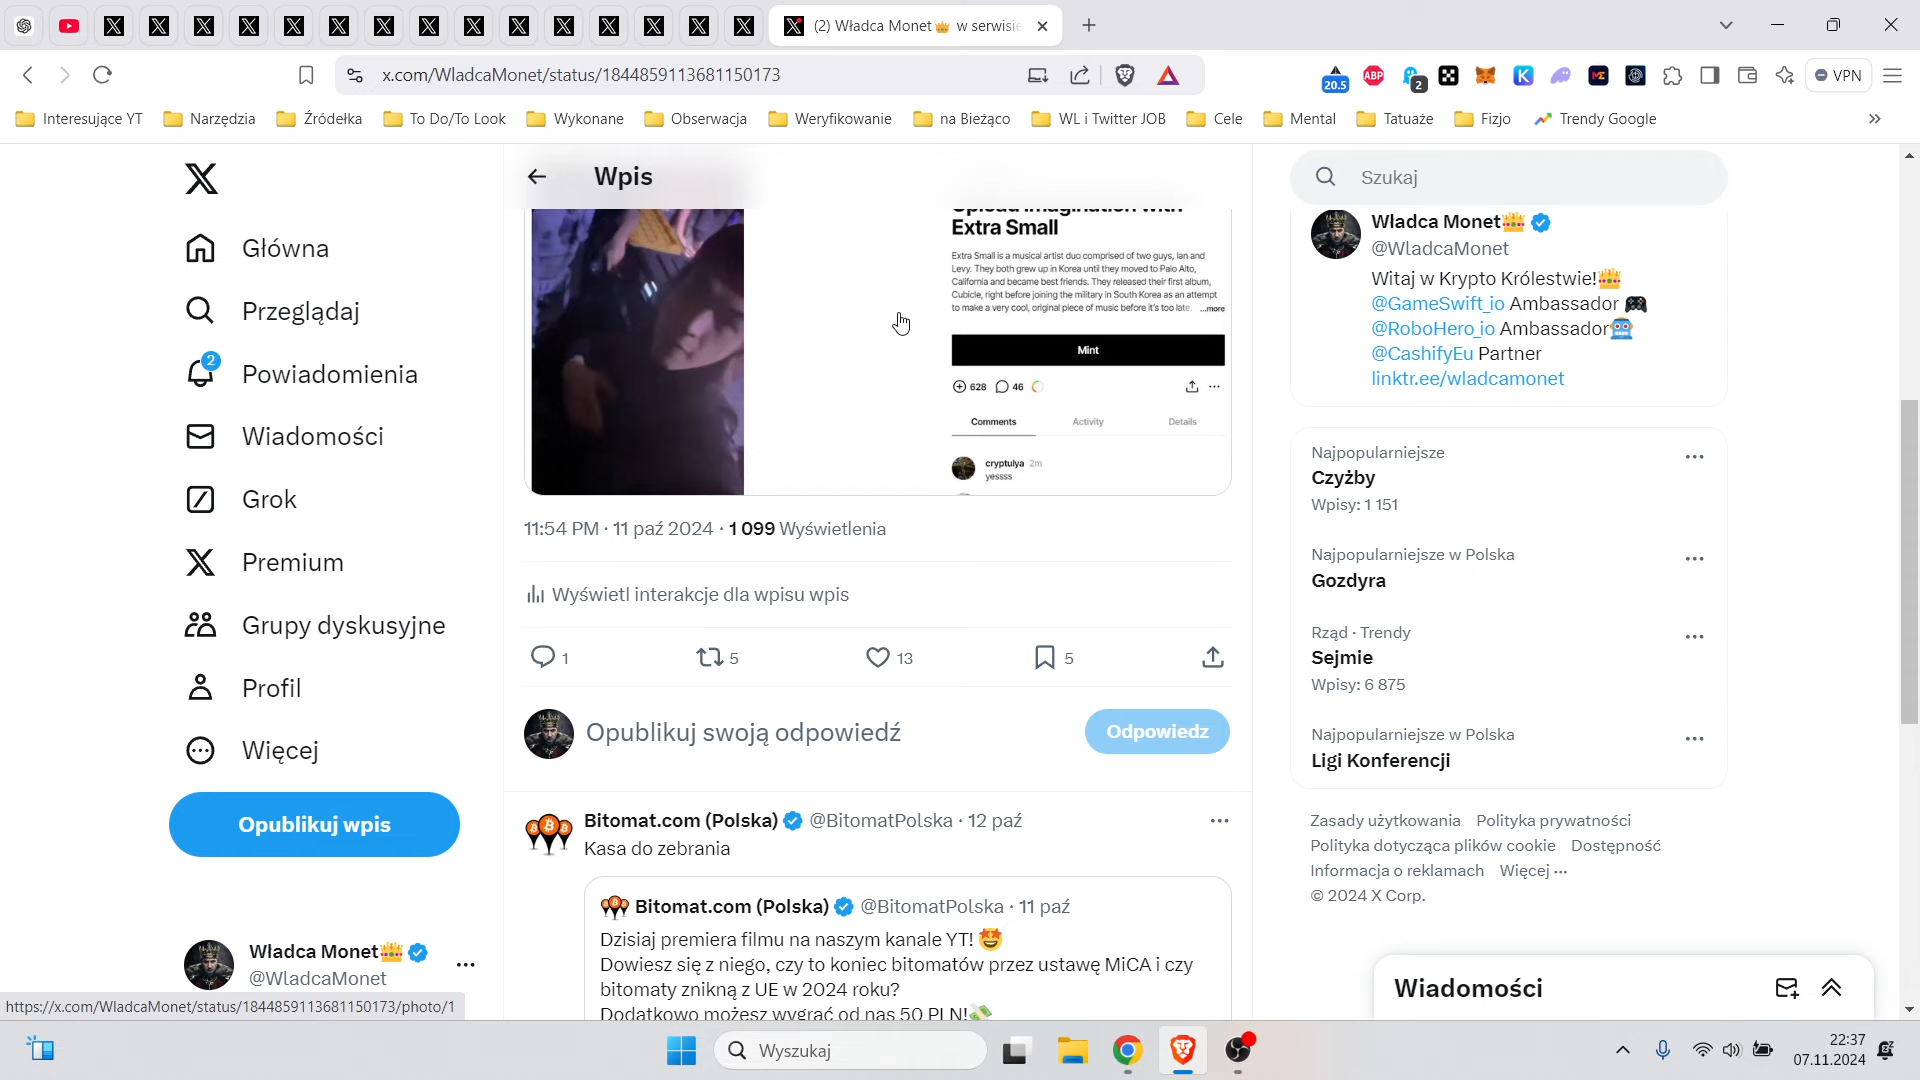 (2) Władca Monet👑 w serwisie
x.com/WladcaMonet/status/1844859113681150173
20.5
ABP
2
VPN
Interesujące YT
Narzędzia
Źródełka
To Do/To Look
Wykonane
Obserwacja
Weryfikowanie
na Bieżąco
WL i Twitter JOB
Cele
Mental
Tatuaże
Fizjo
Trendy Google
»
Główna
Przeglądaj
2
Powiadomienia
Wiadomości
Grok
Premium
Grupy dyskusyjne
Profil
Więcej
Opublikuj wpis
Wladca Monet👑
@WladcaMonet
https://x.com/WladcaMonet/status/1844859113681150173/photo/1
Wpis
Upload Imagination with
Extra Small
Extra Small is a musical artist duo comprised of two guys, Ian and
Levy. They both grew up in Korea until they moved to Palo Alto,
California and became best friends. They released their first album,
Cubicle, right before joining the military in South Korea as an attempt
to make a very cool, original piece of music before it's too late. ...more
Mint
628 46
Comments Activity Details
cryptulya 2m
yessss
11:54 PM · 11 paź 2024 · 1 099 Wyświetlenia
Wyświetl interakcje dla wpisu wpis
1 5 13 5
Opublikuj swoją odpowiedź
Odpowiedz
Bitomat.com (Polska) @BitomatPolska · 12 paź
Kasa do zebrania
Bitomat.com (Polska) @BitomatPolska · 11 paź
Dzisiaj premiera filmu na naszym kanale YT! 🤩
Dowiesz się z niego, czy to koniec bitomatów przez ustawę MiCA i czy
bitomaty znikną z UE w 2024 roku?
Dodatkowo możesz wygrać od nas 50 PLN!💸
Szukaj
Wladca Monet👑
@WladcaMonet
Witaj w Krypto Królestwie!👑
@GameSwift_io Ambassador 🎮
@RoboHero_io Ambassador🤖
@CashifyEu Partner
linktr.ee/wladcamonet
Najpopularniejsze
Czyżby
Wpisy: 1 151
Najpopularniejsze w Polska
Gozdyra
Rząd · Trendy
Sejmie
Wpisy: 6 875
Najpopularniejsze w Polska
Ligi Konferencji
Zasady użytkowania Polityka prywatności
Polityka dotycząca plików cookie Dostępność
Informacja o reklamach Więcej ···
© 2024 X Corp.
Wiadomości
Wyszukaj
22:37
07.11.2024